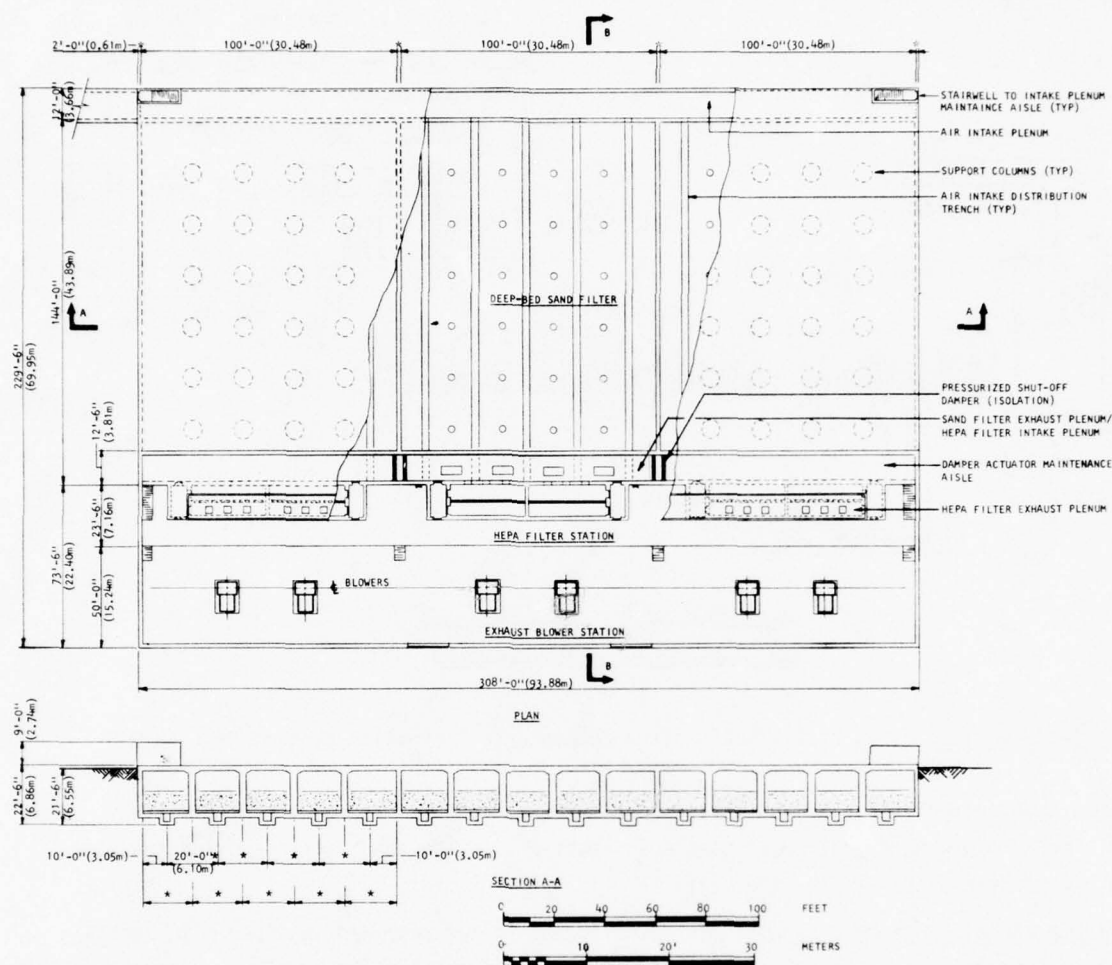 B
2'-0"(0.61m)
*
100'-0"(30.48m)
*
100'-0"(30.48m)
*
100'-0"(30.48m)
*
12'-0"
(3.66m)
STAIRWELL TO INTAKE PLENUM
MAINTAINCE AISLE (TYP)
AIR INTAKE PLENUM
SUPPORT COLUMNS (TYP)
AIR INTAKE DISTRIBUTION
TRENCH (TYP)
144'-0"
(43.89m)
DEEP-BED SAND FILTER
A
A
229'-6"
(69.95m)
PRESSURIZED SHUT-OFF
DAMPER (ISOLATION)
12'-6"
(3.81m)
SAND FILTER EXHAUST PLENUM/
HEPA FILTER INTAKE PLENUM
DAMPER ACTUATOR MAINTENANCE
AISLE
HEPA FILTER EXHAUST PLENUM
23'-6"
(7.16m)
HEPA FILTER STATION
73'-6"
(22.40m)
50'-0"
(15.24m)
BLOWERS
EXHAUST BLOWER STATION
B
308'-0"(93.88m)
PLAN
9'-0"
(2.74m)
22'-6"
(6.86m)
21'-6"
(6.55m)
10'-0"(3.05m)
20'-0"
(6.10m)
* * * *
10'-0"(3.05m)
* * * * *
SECTION A-A
0 20 40 60 80 100 FEET
0 10 20' 30 METERS